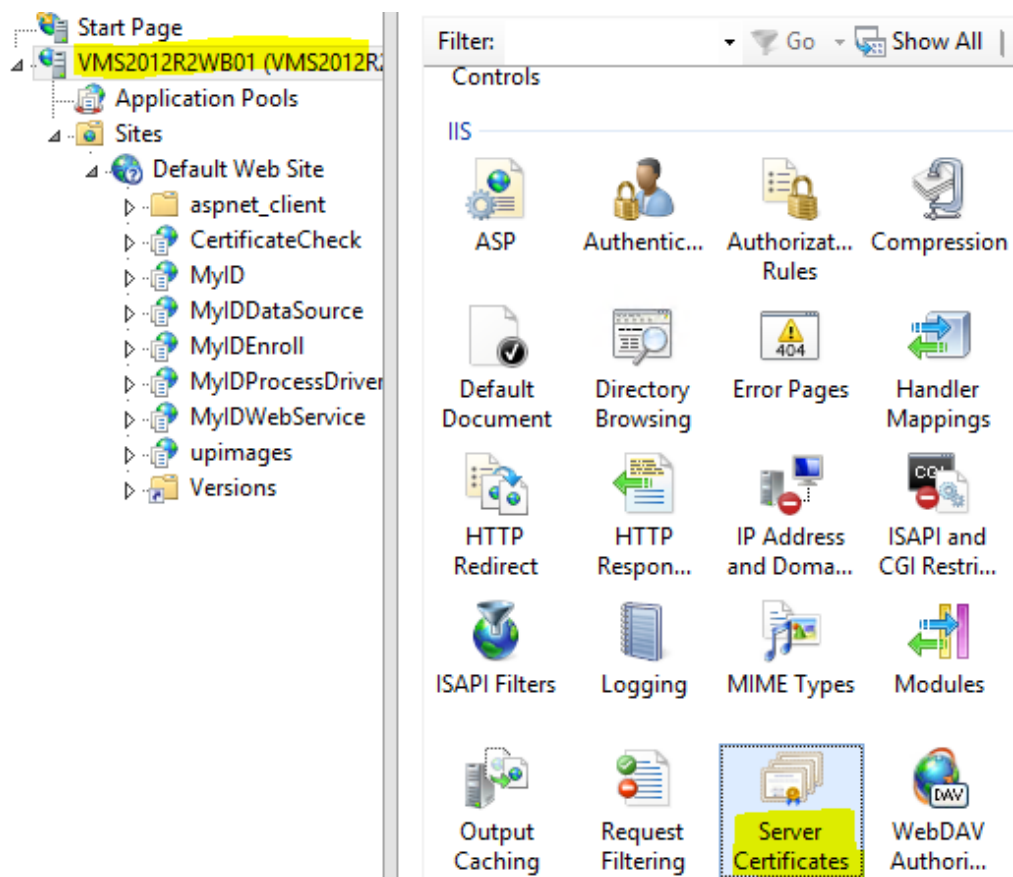 Start Page
VMS2012R2WB01 (VMS2012R2
Application Pools
Sites
Default Web Site
aspnet_client
CertificateCheck
MyID
MyIDDataSource
MyIDEnroll
MyIDProcessDriver
MyIDWebService
upimages
Versions
Filter:
Go
Show All
Controls
IIS
ASP
Authentic...
Authorizat...
Rules
Compression
404
Default
Document
Directory
Browsing
Error Pages
Handler
Mappings
HTTP
Redirect
HTTP
Respon...
IP Address
and Doma...
ISAPI and
CGI Restri...
ISAPI Filters
Logging
MIME Types
Modules
Output
Caching
Request
Filtering
Server
Certificates
DAV
WebDAV
Authori...